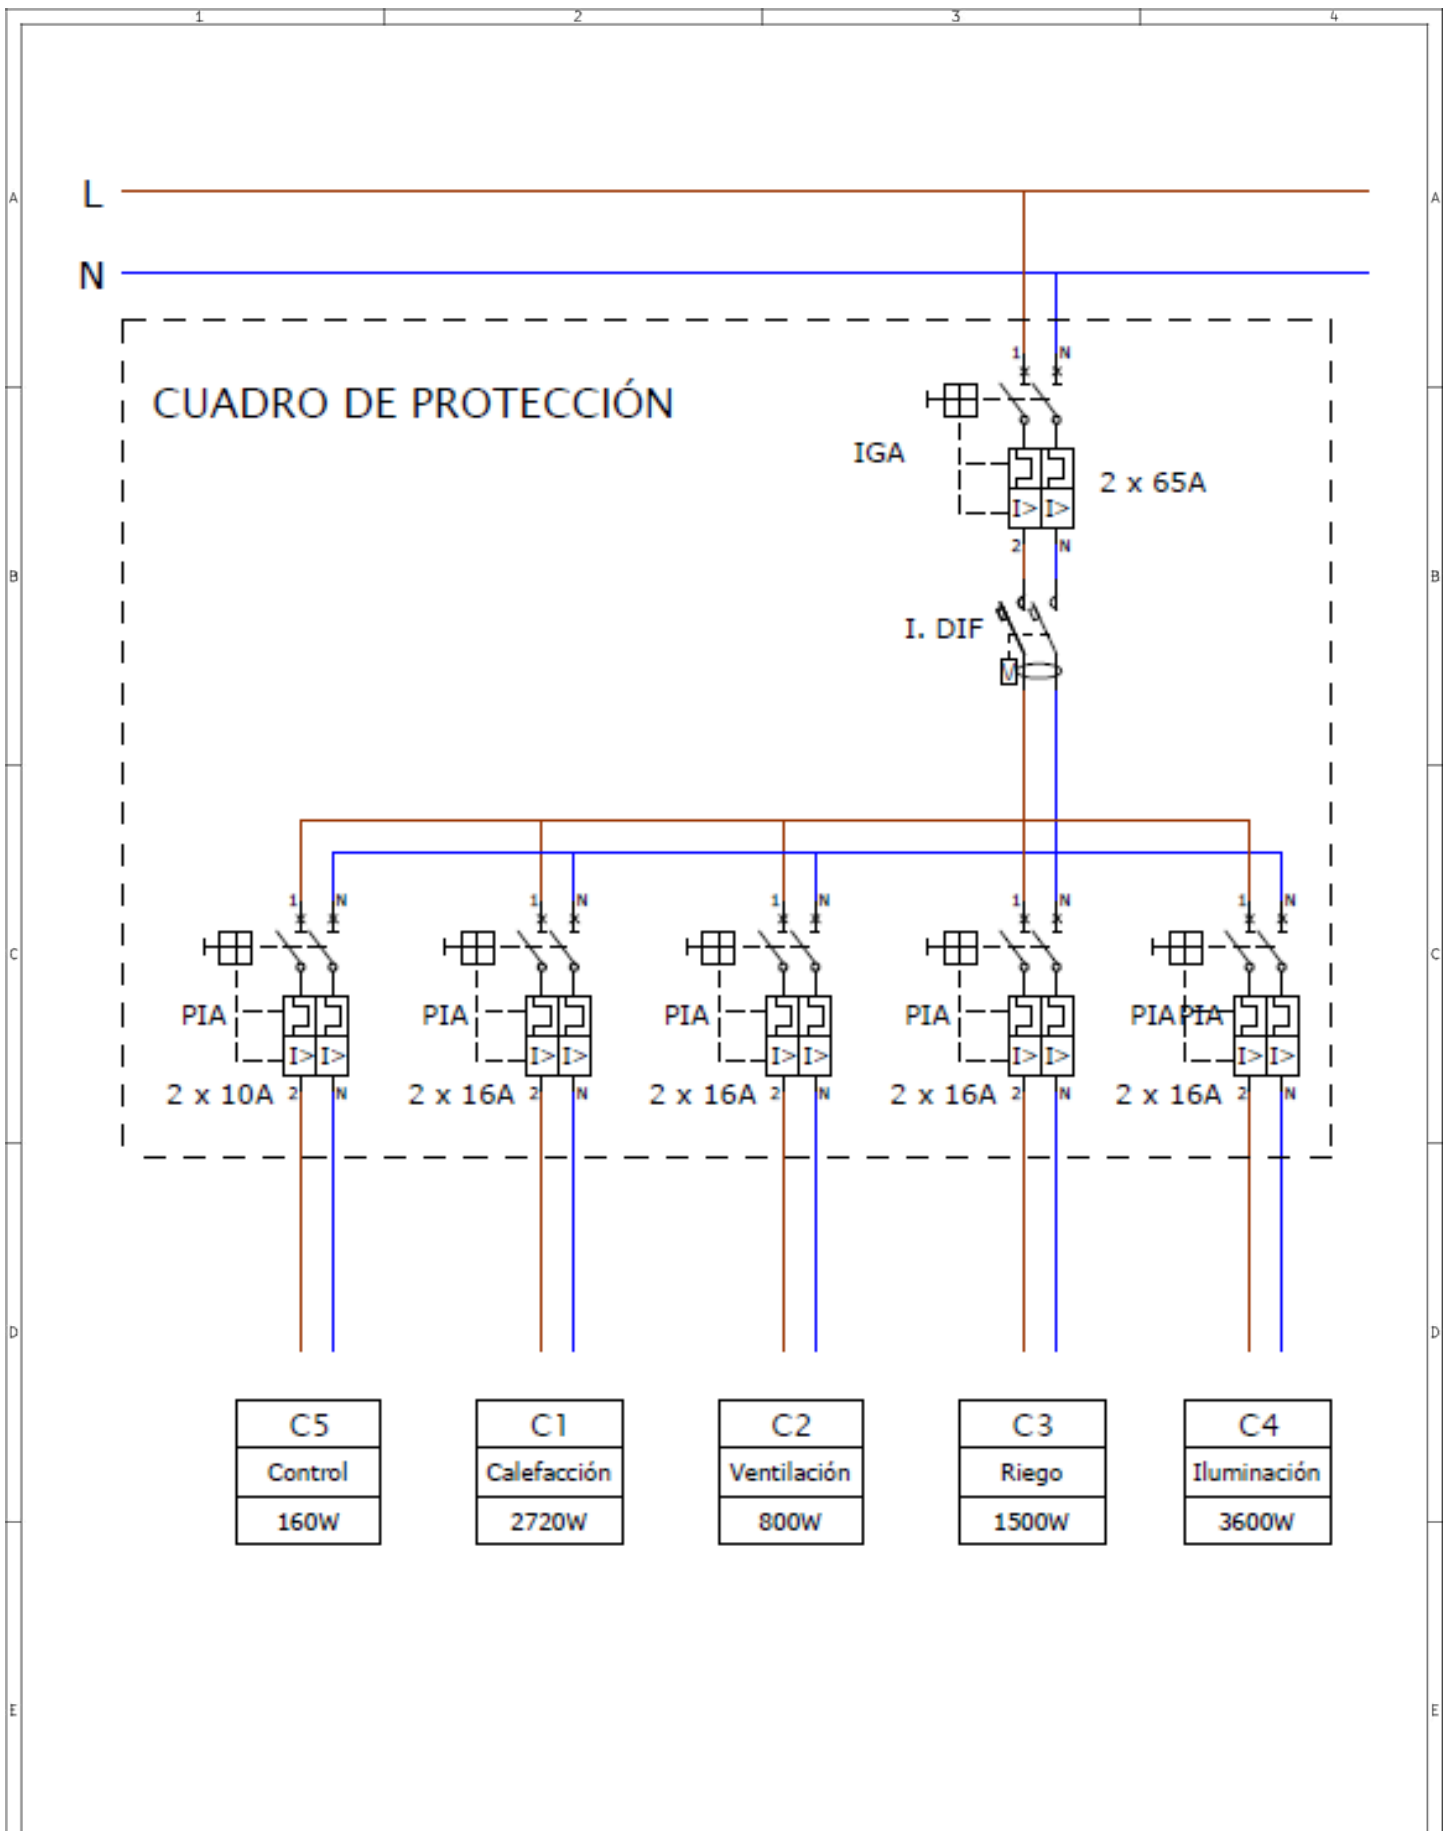 1 2 3 4
A L A
N
1 N
CUADRO DE PROTECCIÓN
IGA
2 x 65A
I> I>
2 N
B B
I. DIF
1 N 1 N 1 N 1 N 1 N
C C
PIA PIA PIA PIA PIA PIA
I> I> I> I> I> I> I> I> I> I>
2 x 10A 2 N 2 x 16A 2 N 2 x 16A 2 N 2 x 16A 2 N 2 x 16A 2 N
D D
C5 C1 C2 C3 C4
Control Calefacción Ventilación Riego Iluminación
160W 2720W 800W 1500W 3600W
E E